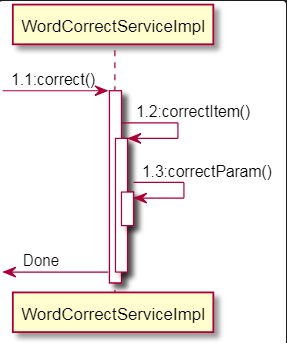 WordCorrectServiceImpl
1.1:correct()
1.2:correctItem()
1.3:correctParam()
Done
WordCorrectServiceImpl